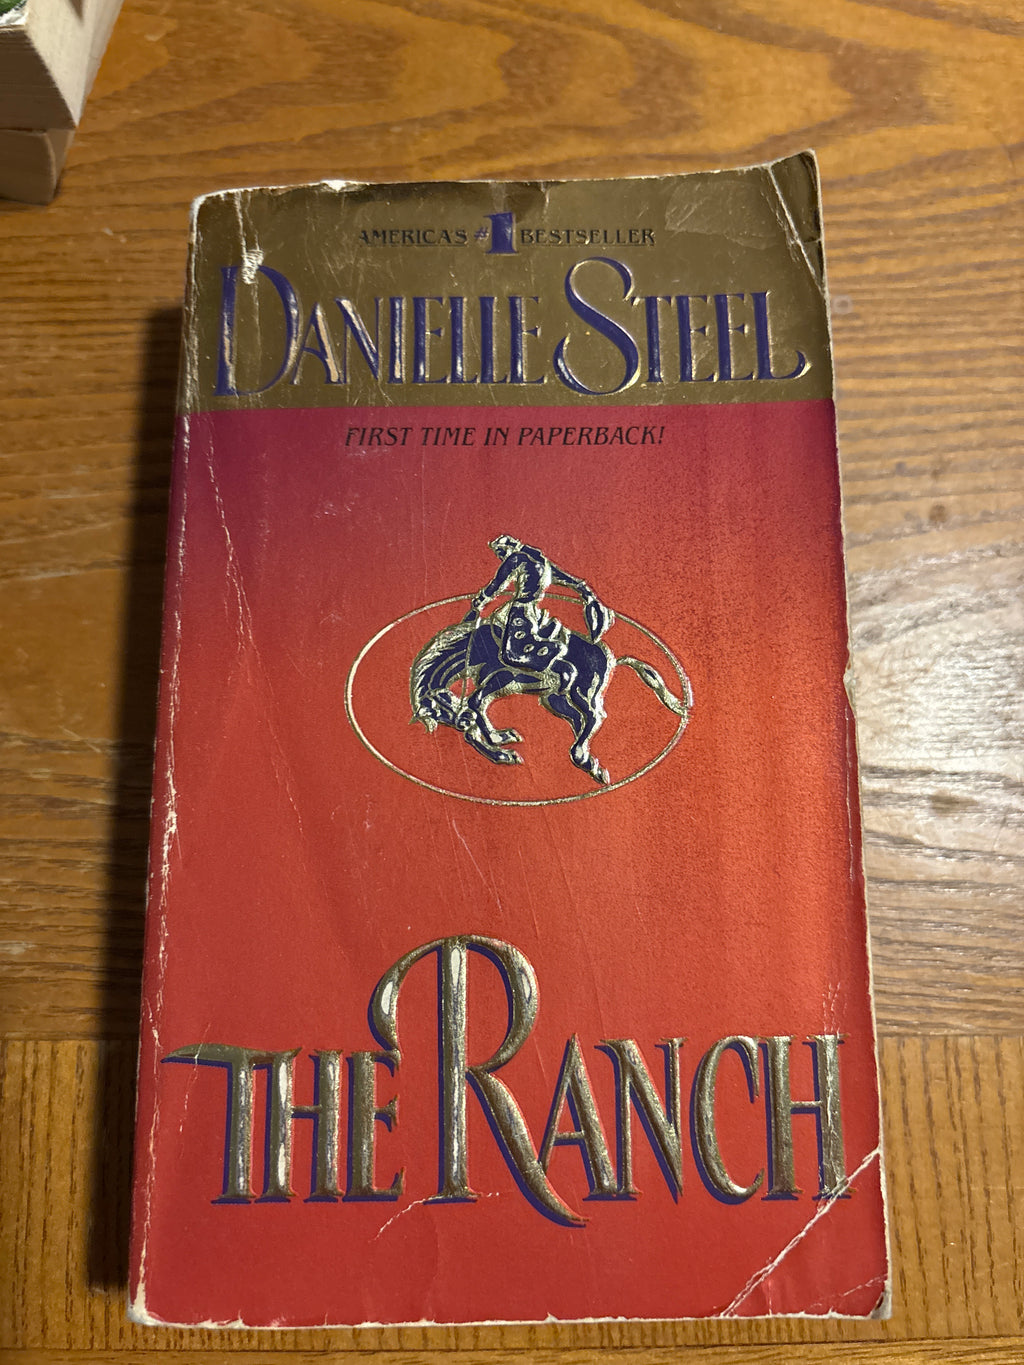 AMERICA'S #1 BESTSELLER
DANIELLE STEEL
FIRST TIME IN PAPERBACK!
THE RANCH